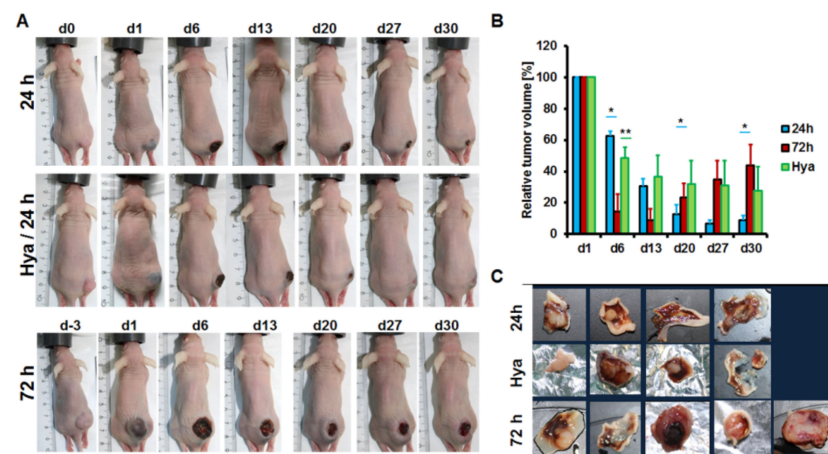 A
d0 d1 d6 d13 d20 d27 d30
24 h
Hya / 24 h
d-3 d1 d6 d13 d20 d27 d30
72 h
B
120
100
80
60
40
20
0
Relative tumor volume [%]
* ** * *
d1 d6 d13 d20 d27 d30
24h
72h
Hya
C
24h
Hya
72 h